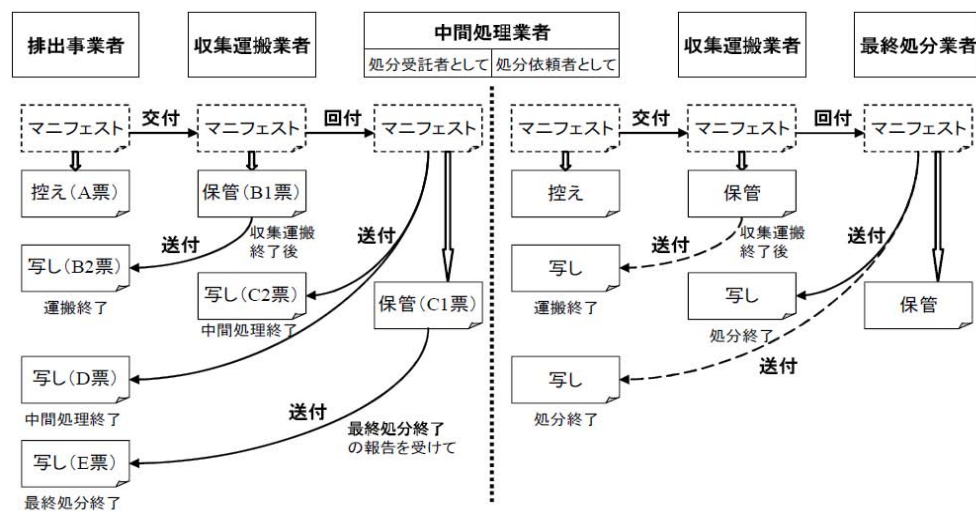 排出事業者
収集運搬業者
中間処理業者
処分受託者として
処分依頼者として
収集運搬業者
最終処分業者
マニフェスト
交付
マニフェスト
回付
マニフェスト
マニフェスト
交付
マニフェスト
回付
マニフェスト
控え(A票)
保管(B1票)
控え
保管
送付
収集運搬
終了後
送付
送付
収集運搬
終了後
送付
写し(B2票)
運搬終了
写し(C2票)
中間処理終了
保管(C1票)
写し
運搬終了
写し
処分終了
保管
写し(D票)
中間処理終了
送付
最終処分終了
の報告を受けて
写し
処分終了
送付
写し(E票)
最終処分終了